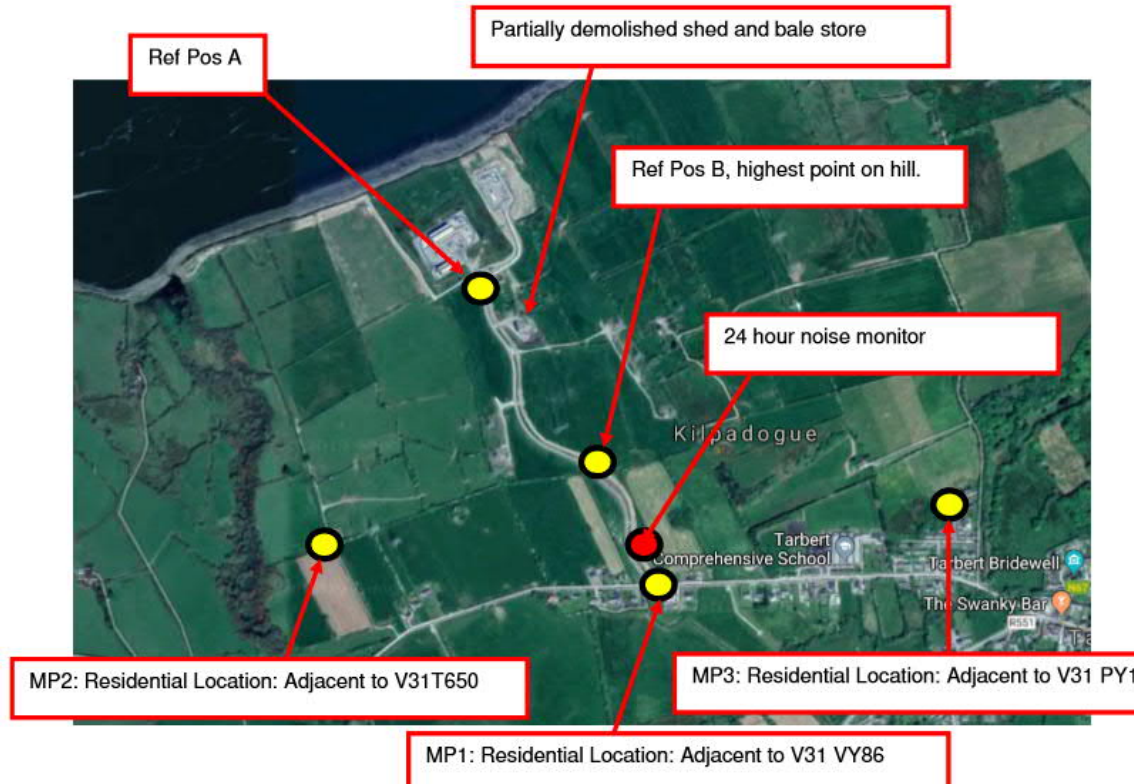 Partially demolished shed and bale store
Ref Pos A
Ref Pos B, highest point on hill.
24 hour noise monitor
Kilpadogue
Tarbert
Comprehensive School
Tarbert Bridewell
N67
The Swanky Bar
R551
MP2: Residential Location: Adjacent to V31T650
MP3: Residential Location: Adjacent to V31 PY1
MP1: Residential Location: Adjacent to V31 VY86